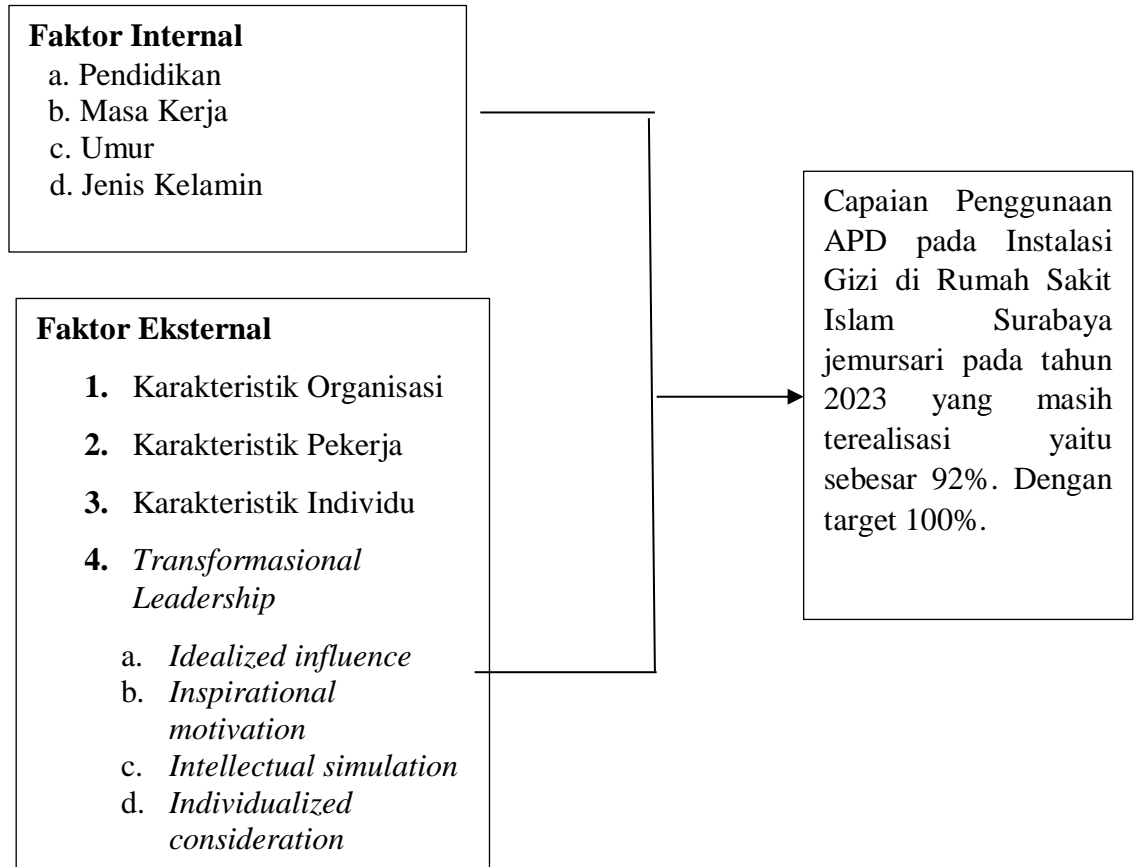 Faktor Internal
a. Pendidikan
b. Masa Kerja
c. Umur
d. Jenis Kelamin
Faktor Eksternal
1. Karakteristik Organisasi
2. Karakteristik Pekerja
3. Karakteristik Individu
4. Transformasional
Leadership
a. Idealized influence
b. Inspirational
motivation
c. Intellectual simulation
d. Individualized
consideration
Capaian Penggunaan
APD pada Instalasi
Gizi di Rumah Sakit
Islam Surabaya
jemursari pada tahun
2023 yang masih
terealisasi yaitu
sebesar 92%. Dengan
target 100%.